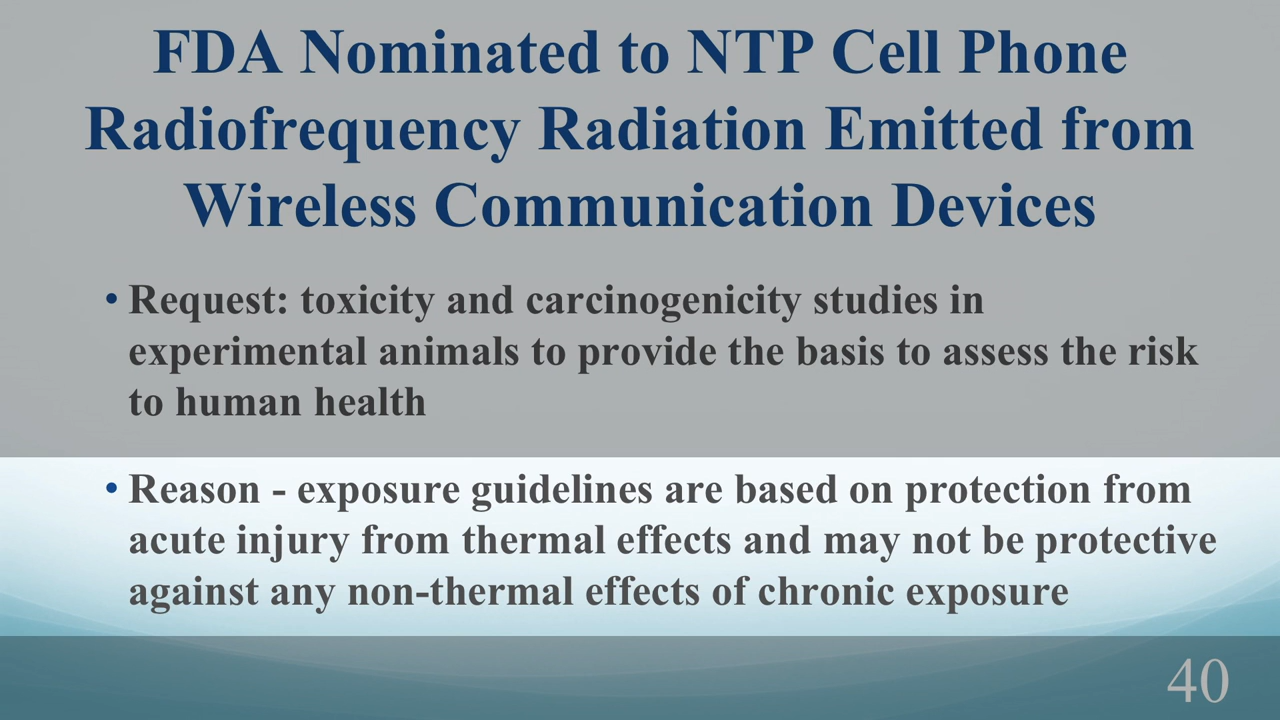 FDA Nominated to NTP Cell Phone
Radiofrequency Radiation Emitted from
Wireless Communication Devices
• Request: toxicity and carcinogenicity studies in
experimental animals to provide the basis to assess the risk
to human health
• Reason - exposure guidelines are based on protection from
acute injury from thermal effects and may not be protective
against any non-thermal effects of chronic exposure
40